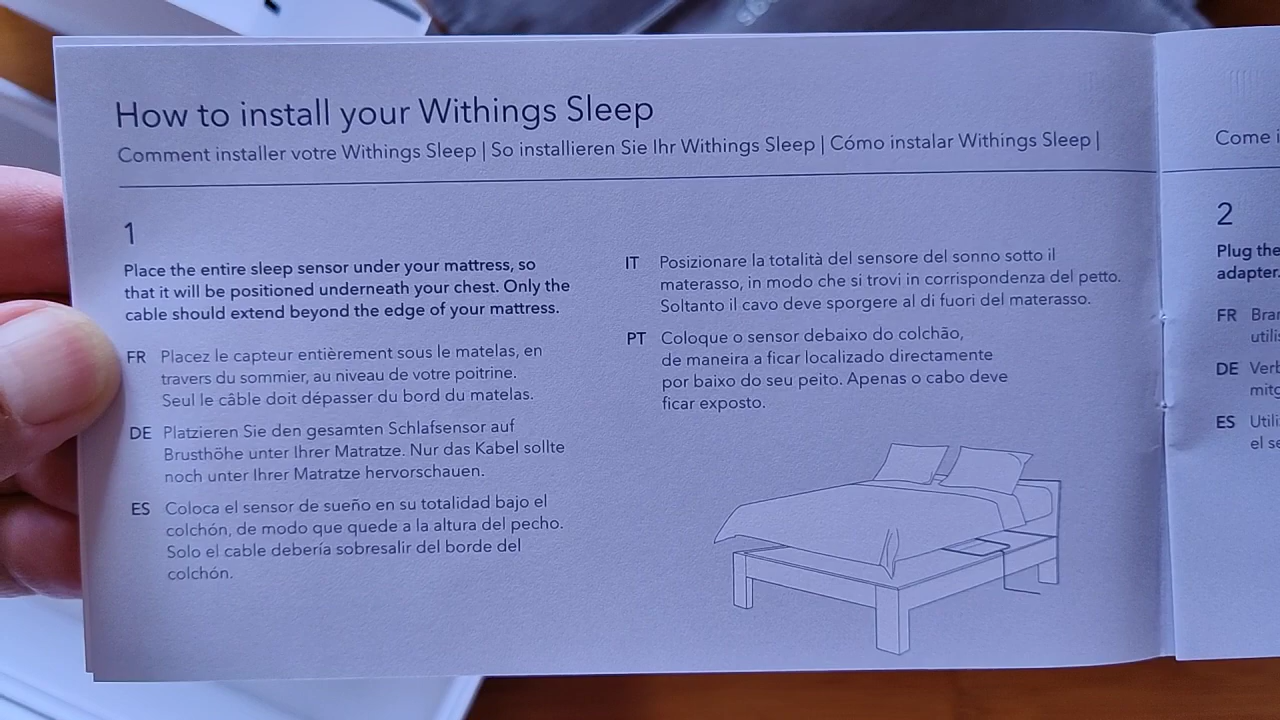 How to install your Withings Sleep
Comment installer votre Withings Sleep | So installieren Sie Ihr Withings Sleep | Cómo instalar Withings Sleep |
1
Place the entire sleep sensor under your mattress, so
that it will be positioned underneath your chest. Only the
cable should extend beyond the edge of your mattress.
FR Placez le capteur entièrement sous le matelas, en
travers du sommier, au niveau de votre poitrine.
Seul le câble doit dépasser du bord du matelas.
DE Platzieren Sie den gesamten Schlafsensor auf
Brusthöhe unter Ihrer Matratze. Nur das Kabel sollte
noch unter Ihrer Matratze hervorschauen.
ES Coloca el sensor de sueño en su totalidad bajo el
colchón, de modo que quede a la altura del pecho.
Solo el cable debería sobresalir del borde del
colchón.
IT Posizionare la totalità del sensore del sonno sotto il
materasso, in modo che si trovi in corrispondenza del petto.
Soltanto il cavo deve sporgere al di fuori del materasso.
PT Coloque o sensor debaixo do colchão,
de maneira a ficar localizado directamente
por baixo do seu peito. Apenas o cabo deve
ficar exposto.
Come
2
Plug the
adapter.
FR
DE
ES
el